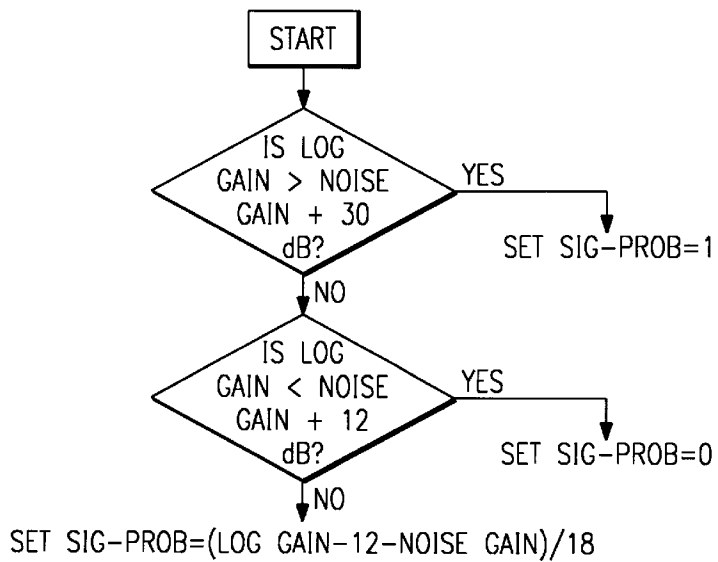 START
IS LOG
GAIN > NOISE
GAIN + 30
dB?
YES
SET SIG-PROB=1
NO
IS LOG
GAIN < NOISE
GAIN + 12
dB?
YES
SET SIG-PROB=0
NO
SET SIG-PROB=(LOG GAIN-12-NOISE GAIN)/18